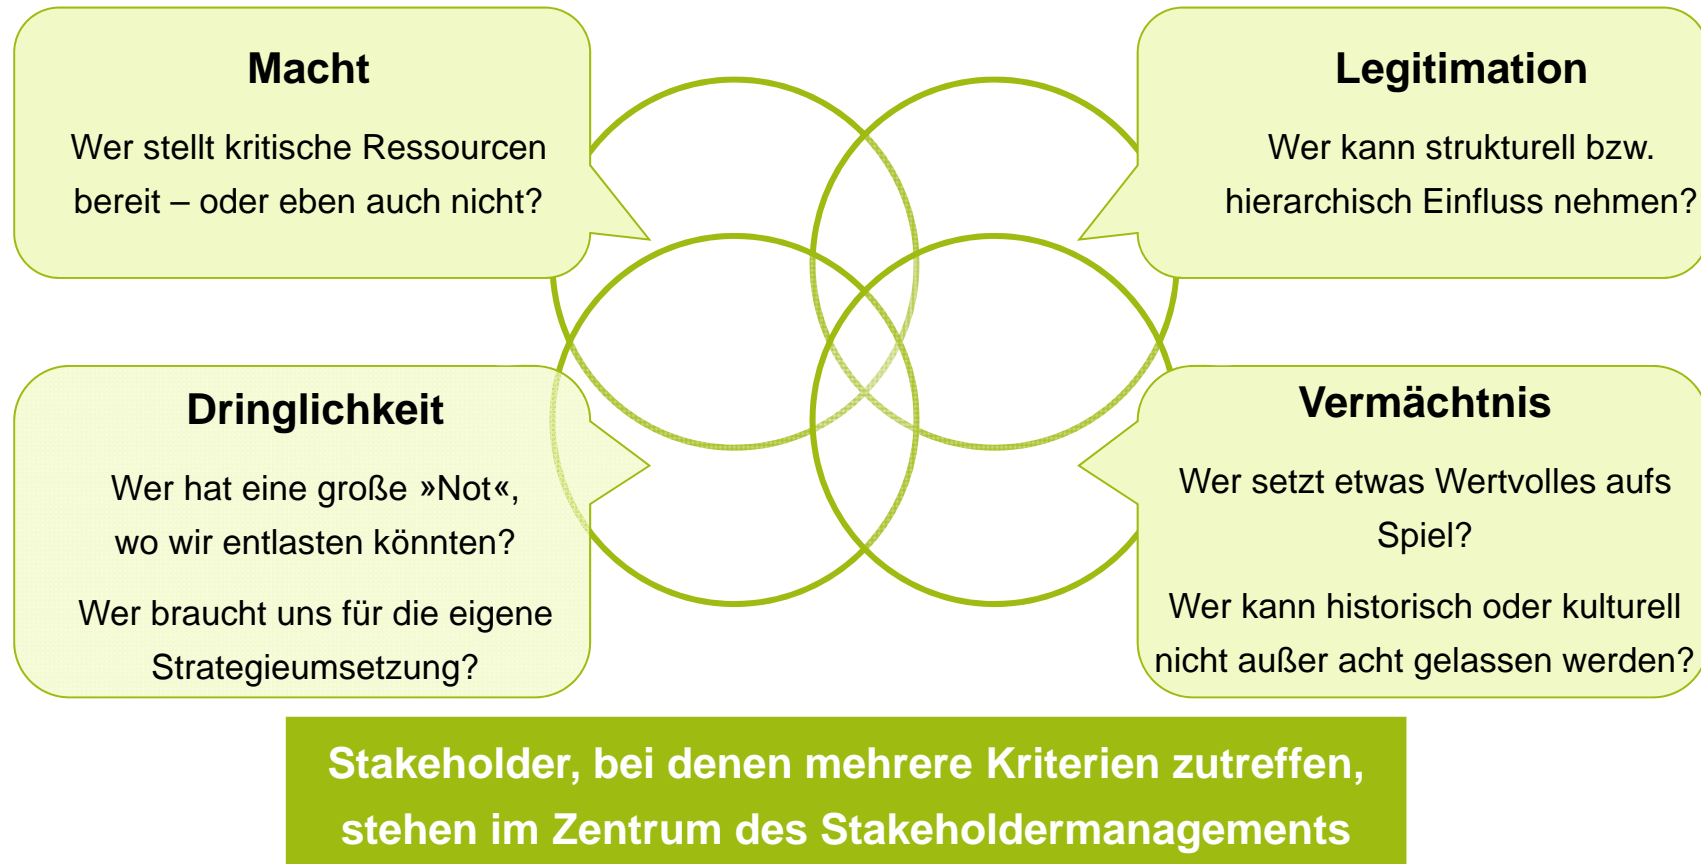 Macht
Wer stellt kritische Ressourcen
bereit – oder eben auch nicht?
Legitimation
Wer kann strukturell bzw.
hierarchisch Einfluss nehmen?
Dringlichkeit
Wer hat eine große »Not«,
wo wir entlasten könnten?
Wer braucht uns für die eigene
Strategieumsetzung?
Vermächtnis
Wer setzt etwas Wertvolles aufs
Spiel?
Wer kann historisch oder kulturell
nicht außer acht gelassen werden?
Stakeholder, bei denen mehrere Kriterien zutreffen,
stehen im Zentrum des Stakeholdermanagements